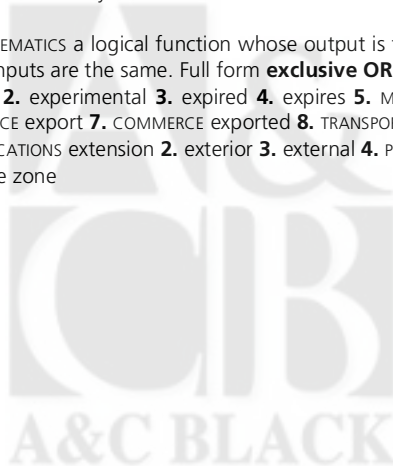 EMATICS a logical function whose output is
nputs are the same. Full form exclusive OR
2. experimental 3. expired 4. expires 5. M
CE export 7. COMMERCE exported 8. TRANSPO
CATIONS extension 2. exterior 3. external 4. P
e zone
A&
CB
A&C BLACK